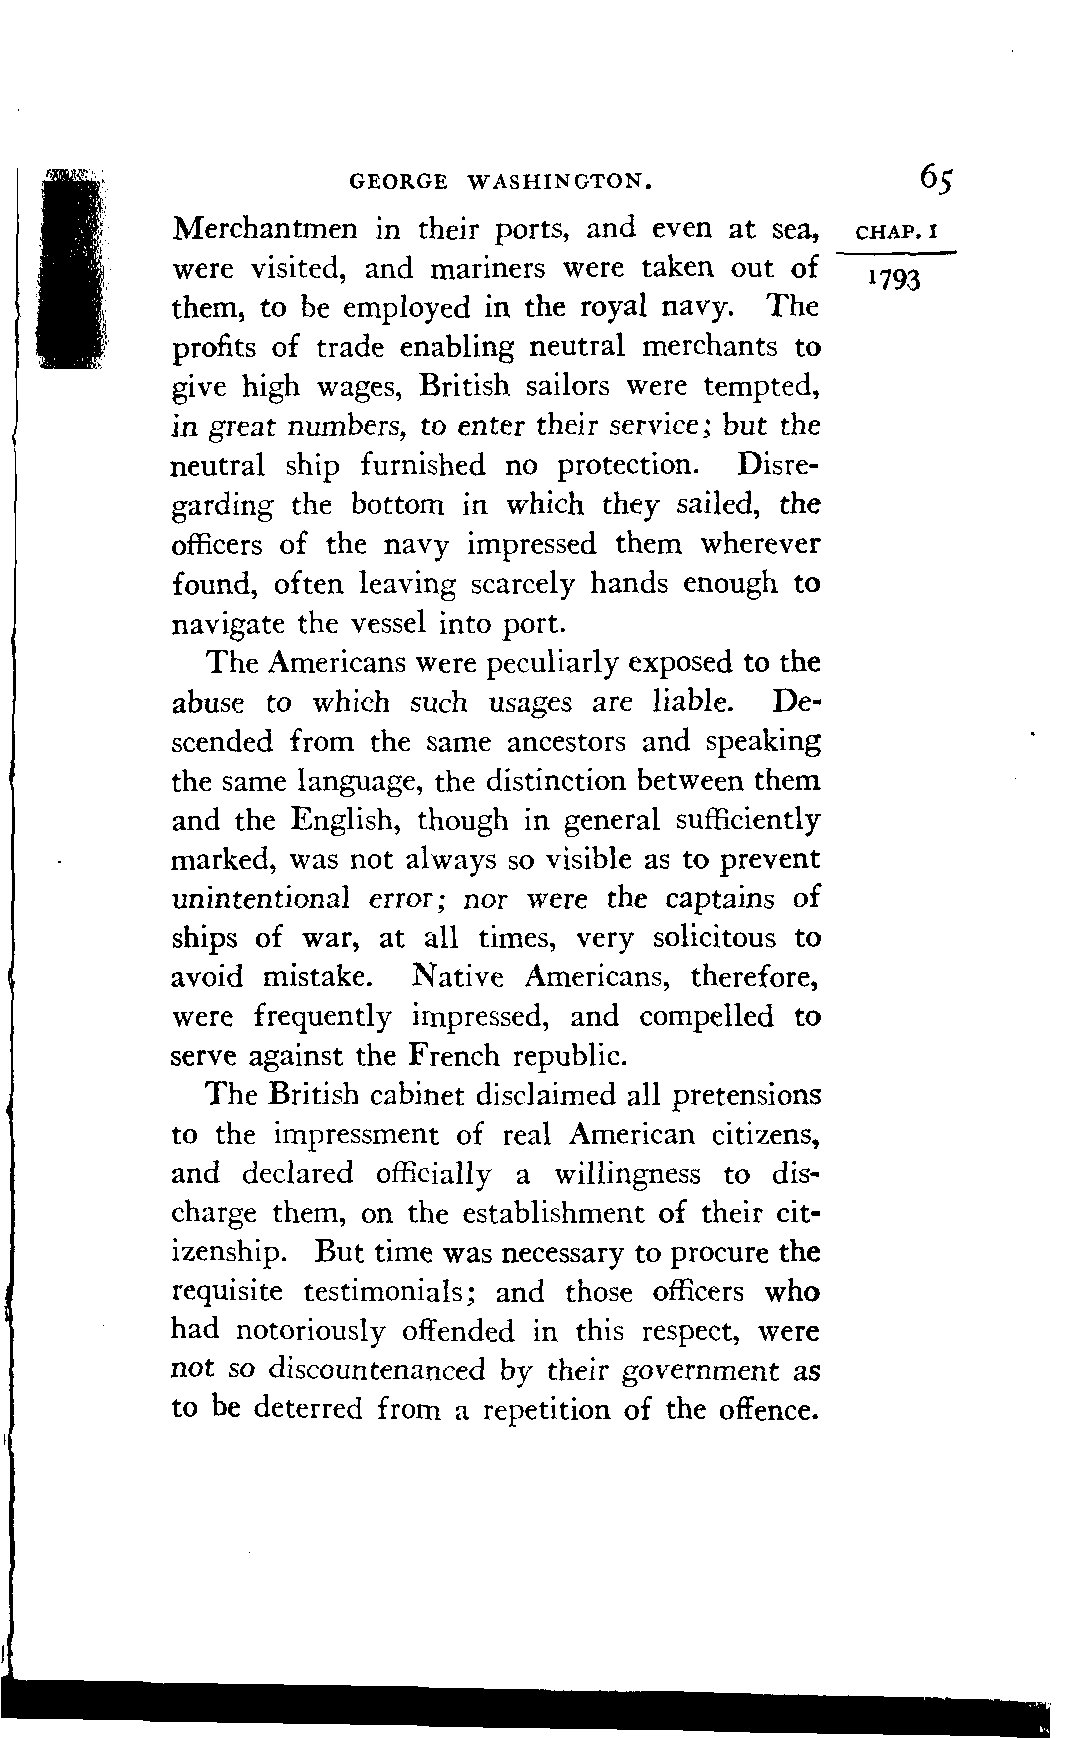 GEORGE WASHINGTON. 65
Merchantmen in their ports, and even at sea, CHAP. I
were visited, and mariners were taken out of 1793
them, to be employed in the royal navy. The
profits of trade enabling neutral merchants to
give high wages, British sailors were tempted,
in great numbers, to enter their service; but the
neutral ship furnished no protection. Disre-
garding the bottom in which they sailed, the
officers of the navy impressed them wherever
found, often leaving scarcely hands enough to
navigate the vessel into port.
The Americans were peculiarly exposed to the
abuse to which such usages are liable. De-
scended from the same ancestors and speaking
the same language, the distinction between them
and the English, though in general sufficiently
marked, was not always so visible as to prevent
unintentional error; nor were the captains of
ships of war, at all times, very solicitous to
avoid mistake. Native Americans, therefore,
were frequently impressed, and compelled to
serve against the French republic.
The British cabinet disclaimed all pretensions
to the impressment of real American citizens,
and declared officially a willingness to dis-
charge them, on the establishment of their cit-
izenship. But time was necessary to procure the
requisite testimonials; and those officers who
had notoriously offended in this respect, were
not so discountenanced by their government as
to be deterred from a repetition of the offence.